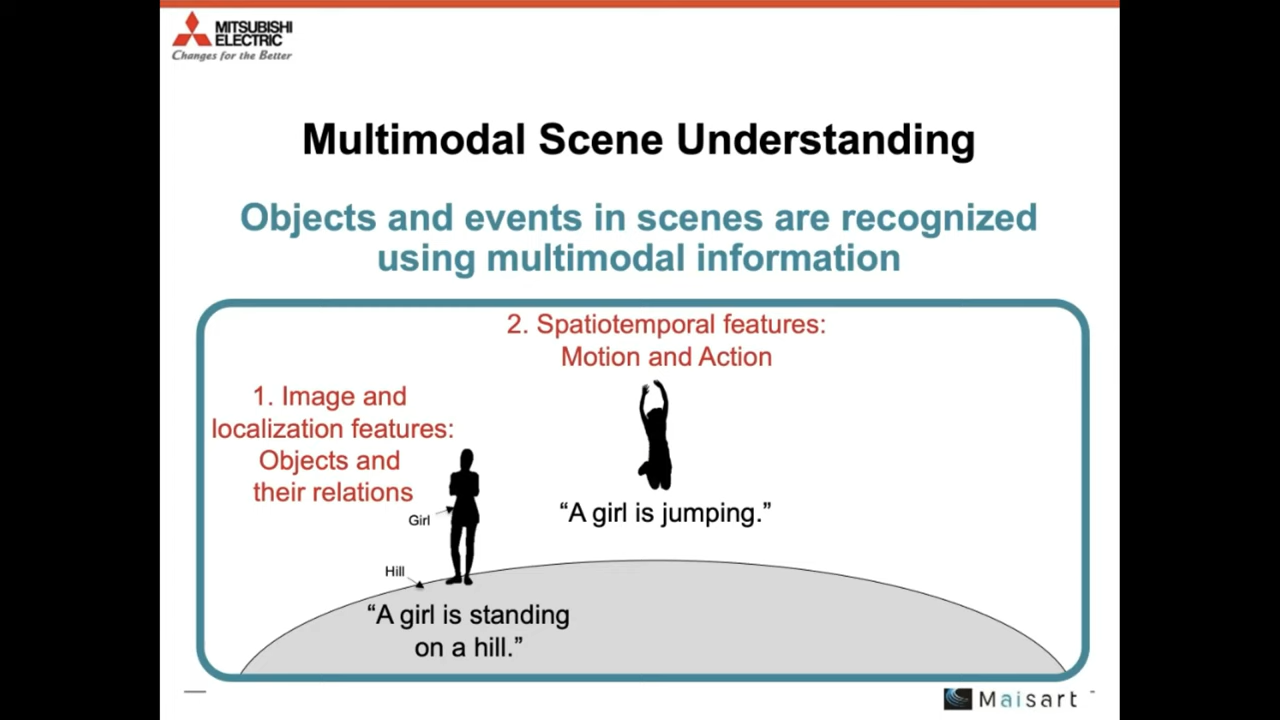 MITSUBISHI
ELECTRIC
Changes for the Better
Multimodal Scene Understanding
Objects and events in scenes are recognized
using multimodal information
2. Spatiotemporal features:
Motion and Action
1. Image and
localization features:
Objects and
their relations
Girl
“A girl is jumping.”
Hill
“A girl is standing
on a hill.”
Maisart